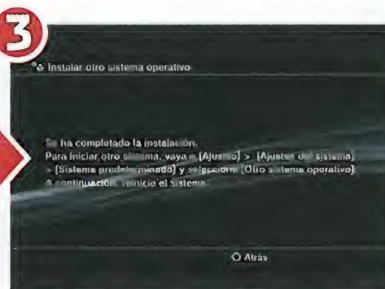 3
Instalar otro sistema operativo
Se ha completado la instalación.
Para iniciar otro sistema, vaya a [Ajustes] > [Ajustes del sistema]
> [Sistema predeterminado] y seleccione [Otro sistema operativo].
A continuación, reinicie el sistema.
Atrás